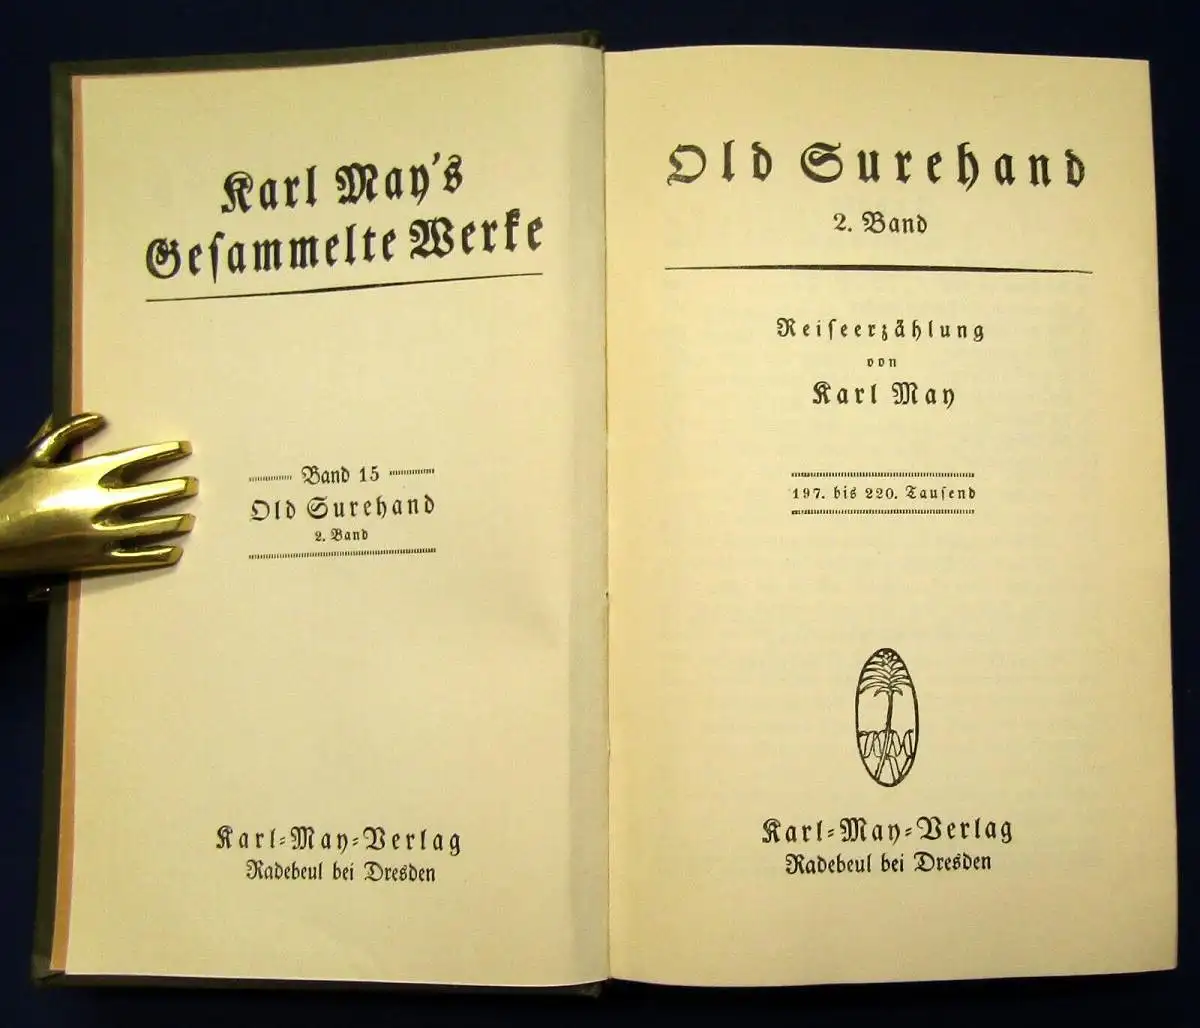 Karl May's
Gesammelte Werke
Band 15
Old Surehand
2. Band
Karl-May-Verlag
Radebeul bei Dresden
Old Surehand
2. Band
Reiseerzählung
von
Karl May
197. bis 220. Tausend
Karl-May-Verlag
Radebeul bei Dresden